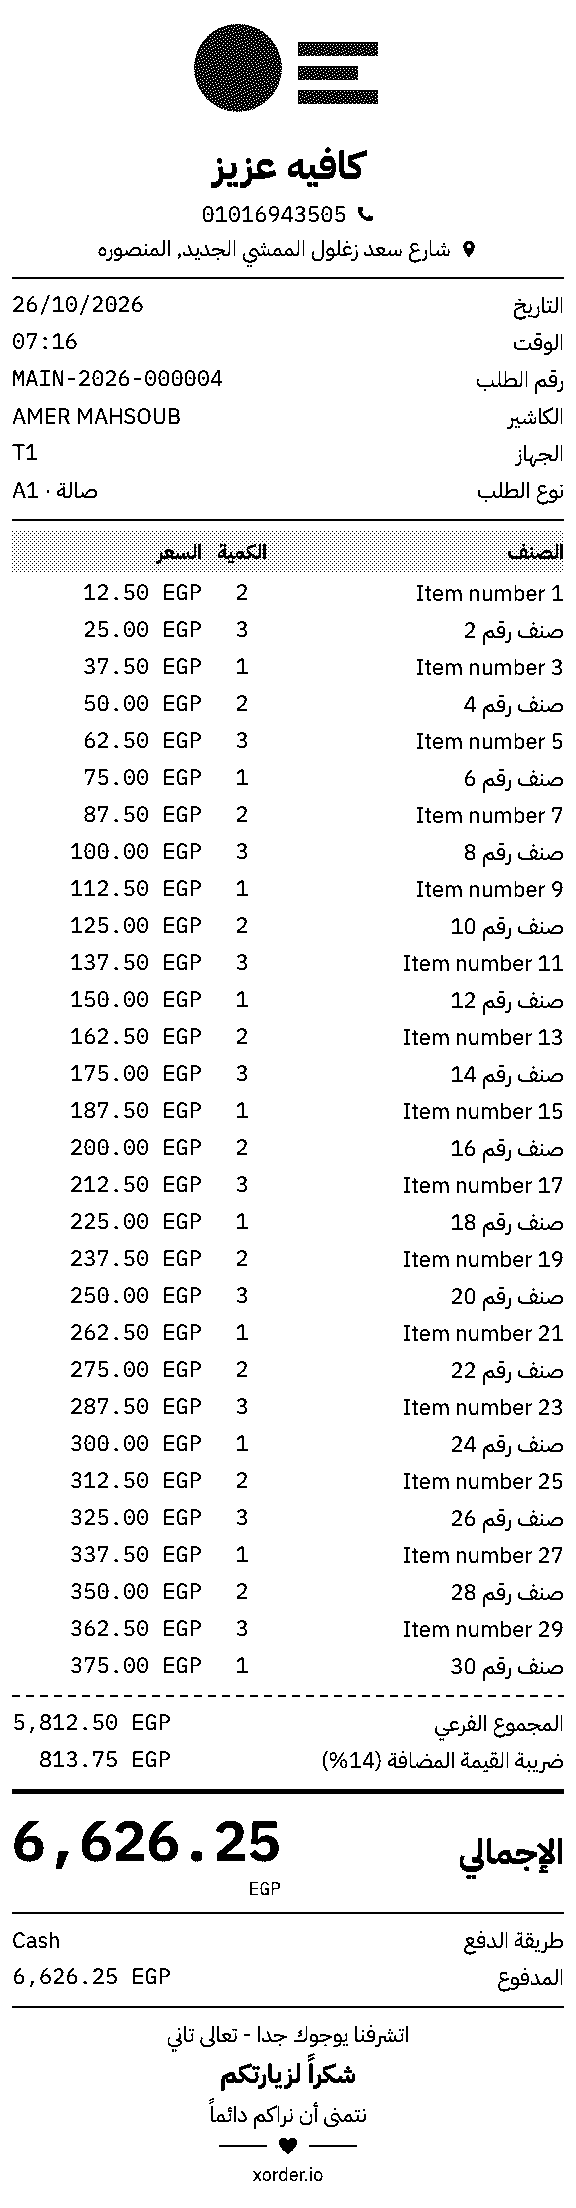 كافيه عزيز
01016943505
شارع سعد زغلول الممشي الجديد, المنصوره
التاريخ 26/10/2026
الوقت 07:16
رقم الطلب MAIN-2026-000004
الكاشير AMER MAHSOUB
الجهاز T1
نوع الطلب صالة · A1
الصنف الكمية السعر
Item number 1 2 12.50 EGP
صنف رقم 2 3 25.00 EGP
Item number 3 1 37.50 EGP
صنف رقم 4 2 50.00 EGP
Item number 5 3 62.50 EGP
صنف رقم 6 1 75.00 EGP
Item number 7 2 87.50 EGP
صنف رقم 8 3 100.00 EGP
Item number 9 1 112.50 EGP
صنف رقم 10 2 125.00 EGP
Item number 11 3 137.50 EGP
صنف رقم 12 1 150.00 EGP
Item number 13 2 162.50 EGP
صنف رقم 14 3 175.00 EGP
Item number 15 1 187.50 EGP
صنف رقم 16 2 200.00 EGP
Item number 17 3 212.50 EGP
صنف رقم 18 1 225.00 EGP
Item number 19 2 237.50 EGP
صنف رقم 20 3 250.00 EGP
Item number 21 1 262.50 EGP
صنف رقم 22 2 275.00 EGP
Item number 23 3 287.50 EGP
صنف رقم 24 1 300.00 EGP
Item number 25 2 312.50 EGP
صنف رقم 26 3 325.00 EGP
Item number 27 1 337.50 EGP
صنف رقم 28 2 350.00 EGP
Item number 29 3 362.50 EGP
صنف رقم 30 1 375.00 EGP
المجموع الفرعي 5,812.50 EGP
ضريبة القيمة المضافة (14%) 813.75 EGP
الإجمالي 6,626.25
EGP
طريقة الدفع Cash
المدفوع 6,626.25 EGP
اتشرفنا يوجوك جدا - تعالى تاني
شكراً لزيارتكم
نتمنى أن نراكم دائماً
xorder.io